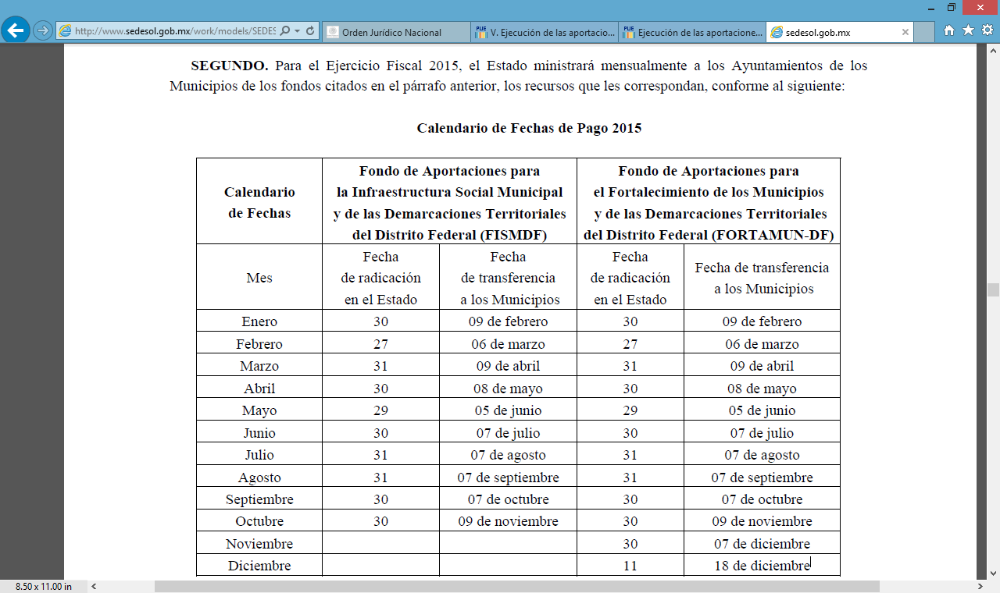 http://www.sedesol.gob.mx/work/models/SEDES
Orden Jurídico Nacional
V. Ejecución de las aportacio...
Ejecución de las aportacione...
sedesol.gob.mx
SEGUNDO. Para el Ejercicio Fiscal 2015, el Estado ministrará mensualmente a los Ayuntamientos de los
Municipios de los fondos citados en el párrafo anterior, los recursos que les correspondan, conforme al siguiente:
Calendario de Fechas de Pago 2015
Calendario
de Fechas
Fondo de Aportaciones para
la Infraestructura Social Municipal
y de las Demarcaciones Territoriales
del Distrito Federal (FISMDF)
Fondo de Aportaciones para
el Fortalecimiento de los Municipios
y de las Demarcaciones Territoriales
del Distrito Federal (FORTAMUN-DF)
Mes
Fecha
de radicación
en el Estado
Fecha
de transferencia
a los Municipios
Fecha
de radicación
en el Estado
Fecha de transferencia
a los Municipios
Enero 30 09 de febrero 30 09 de febrero
Febrero 27 06 de marzo 27 06 de marzo
Marzo 31 09 de abril 31 09 de abril
Abril 30 08 de mayo 30 08 de mayo
Mayo 29 05 de junio 29 05 de junio
Junio 30 07 de julio 30 07 de julio
Julio 31 07 de agosto 31 07 de agosto
Agosto 31 07 de septiembre 31 07 de septiembre
Septiembre 30 07 de octubre 30 07 de octubre
Octubre 30 09 de noviembre 30 09 de noviembre
Noviembre 30 07 de diciembre
Diciembre 11 18 de diciembre
8.50 x 11.00 in